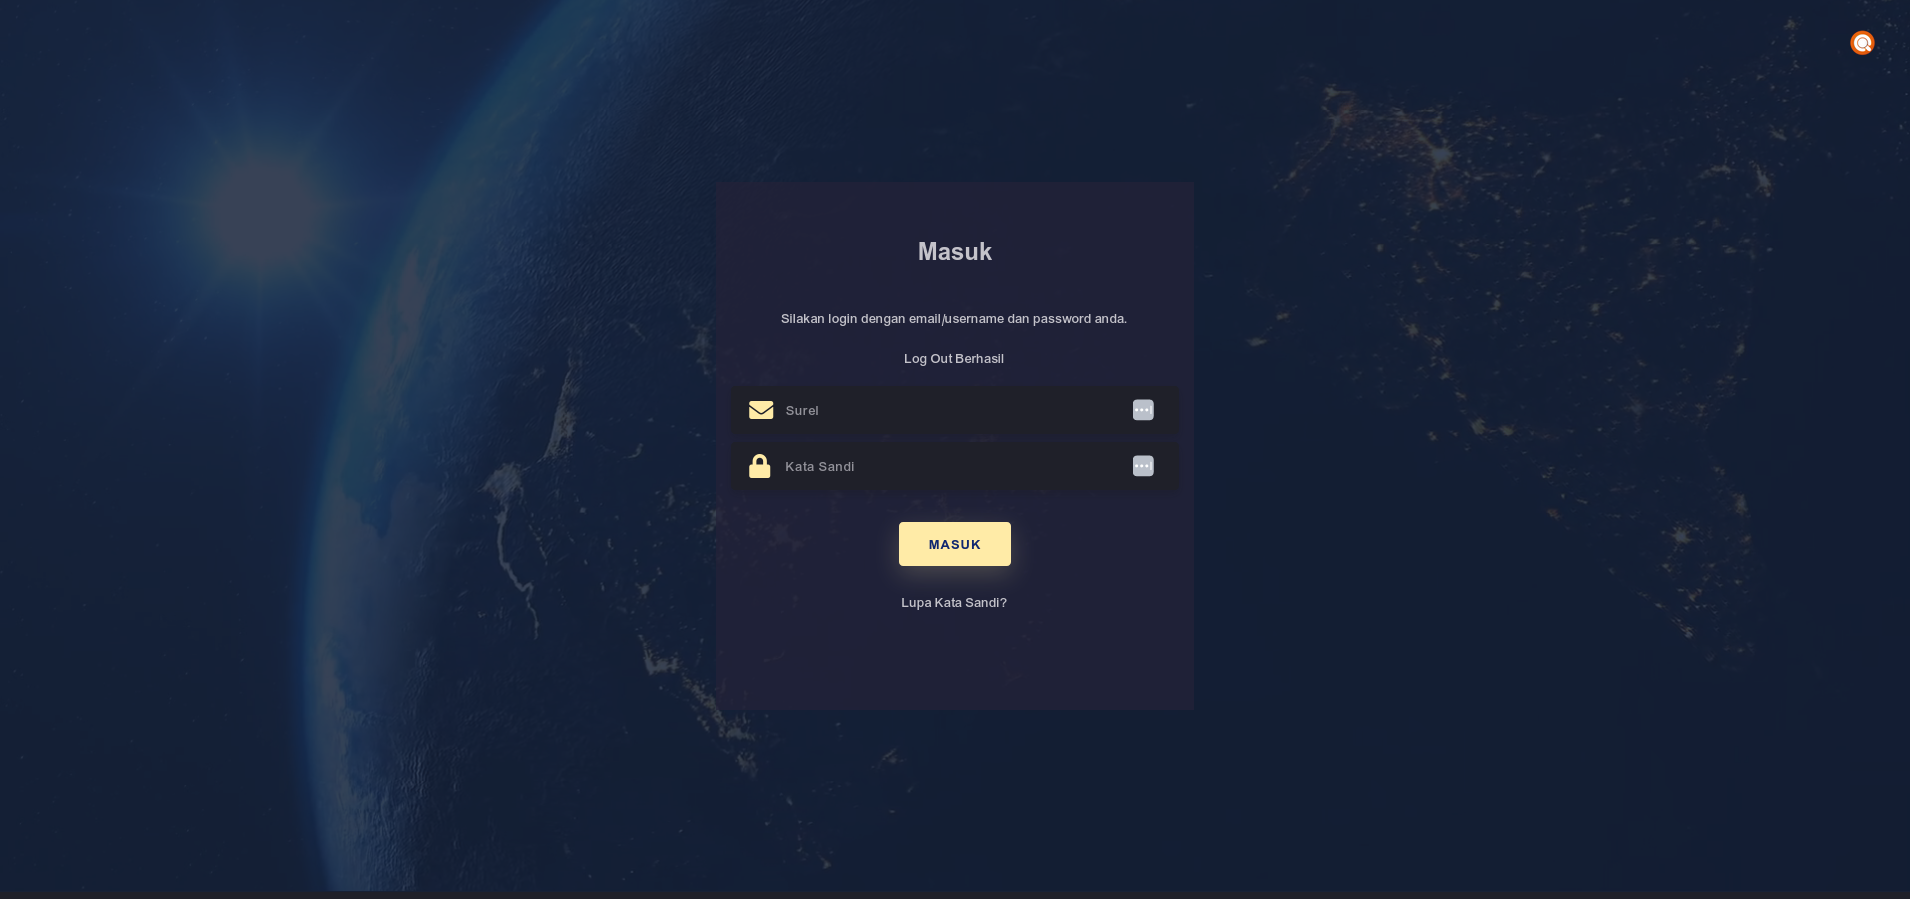 Masuk
Silakan login dengan email/username dan password anda.
Log Out Berhasil
Surel
Kata Sandi
MASUK
Lupa Kata Sandi?